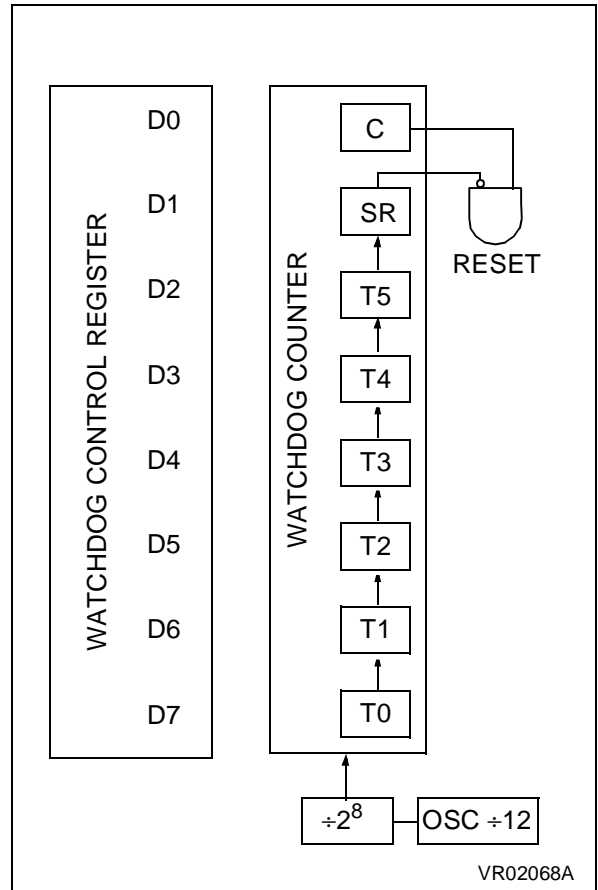 WATCHDOG CONTROL REGISTER
D0
D1
D2
D3
D4
D5
D6
D7
WATCHDOG COUNTER
C
SR
T5
T4
T3
T2
T1
T0
RESET
÷2⁸
OSC ÷12
VR02068A